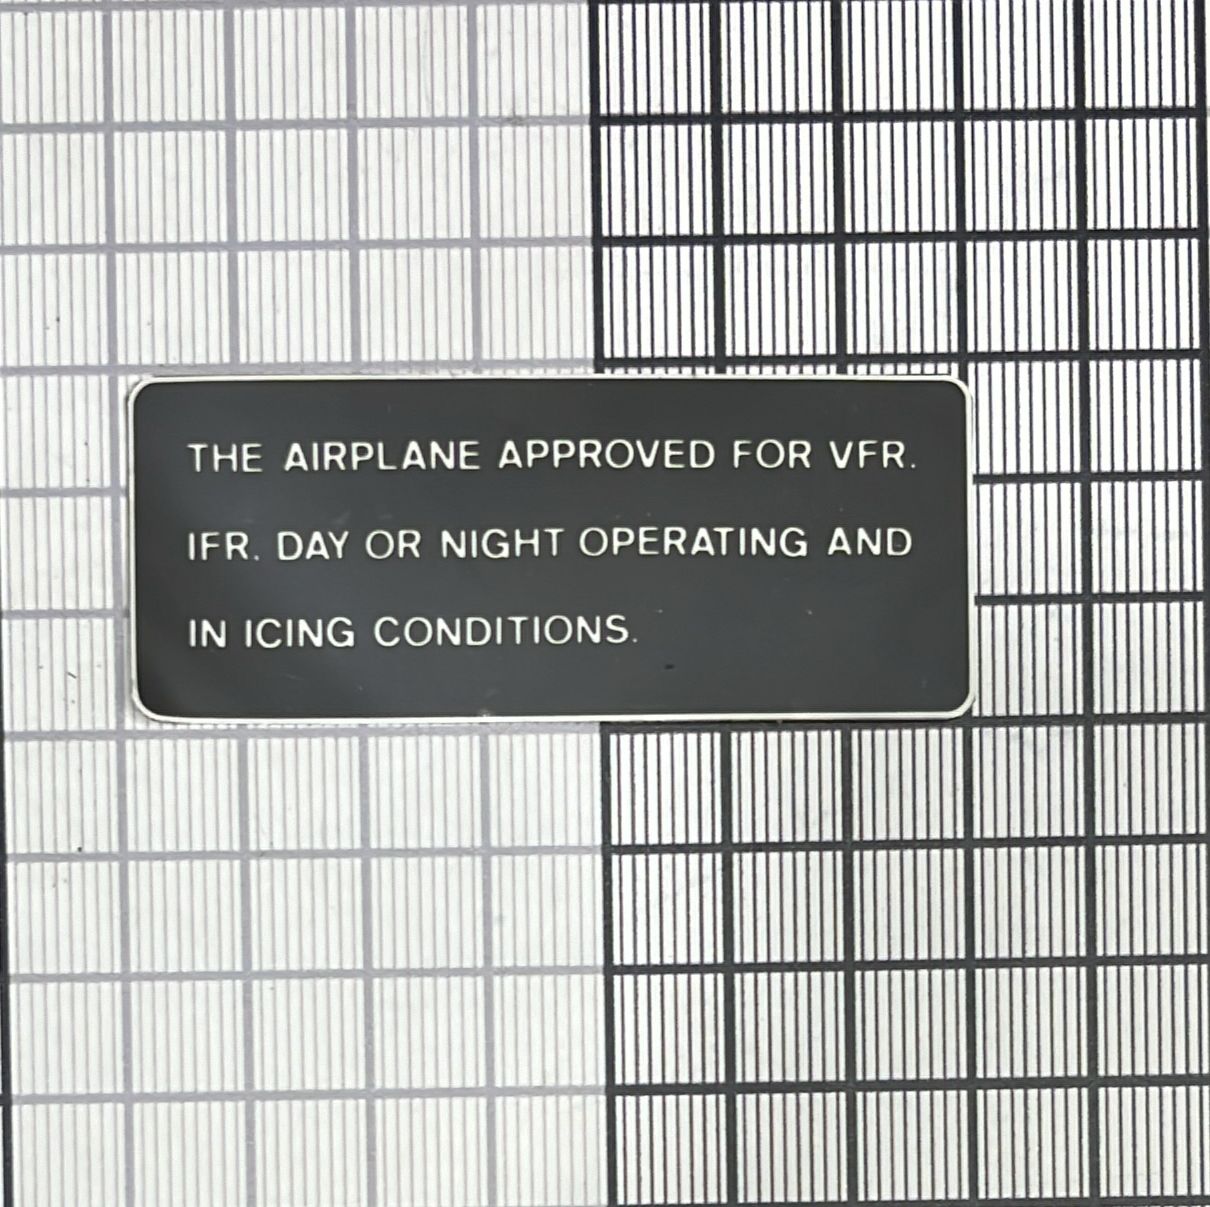 THE AIRPLANE APPROVED FOR VFR.
IFR. DAY OR NIGHT OPERATING AND
IN ICING CONDITIONS.